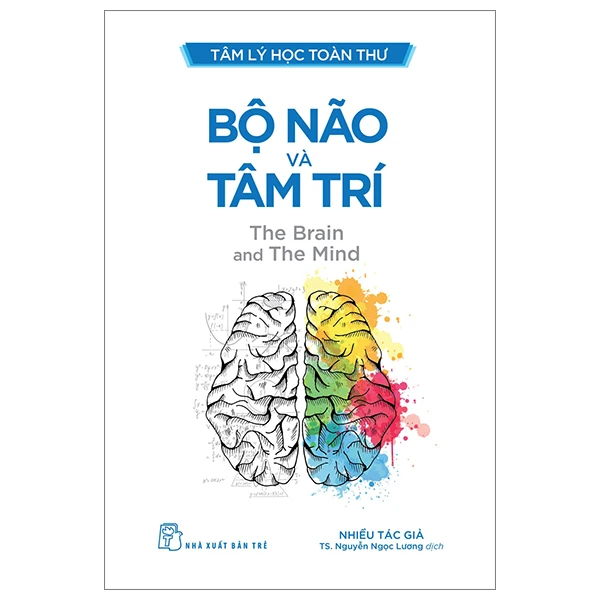 TÂM LÝ HỌC TOÀN THƯ
BỘ NÃO
VÀ
TÂM TRÍ
The Brain
and The Mind
NHIỀU TÁC GIẢ
TS. Nguyễn Ngọc Lương dịch
NHÀ XUẤT BẢN TRẺ